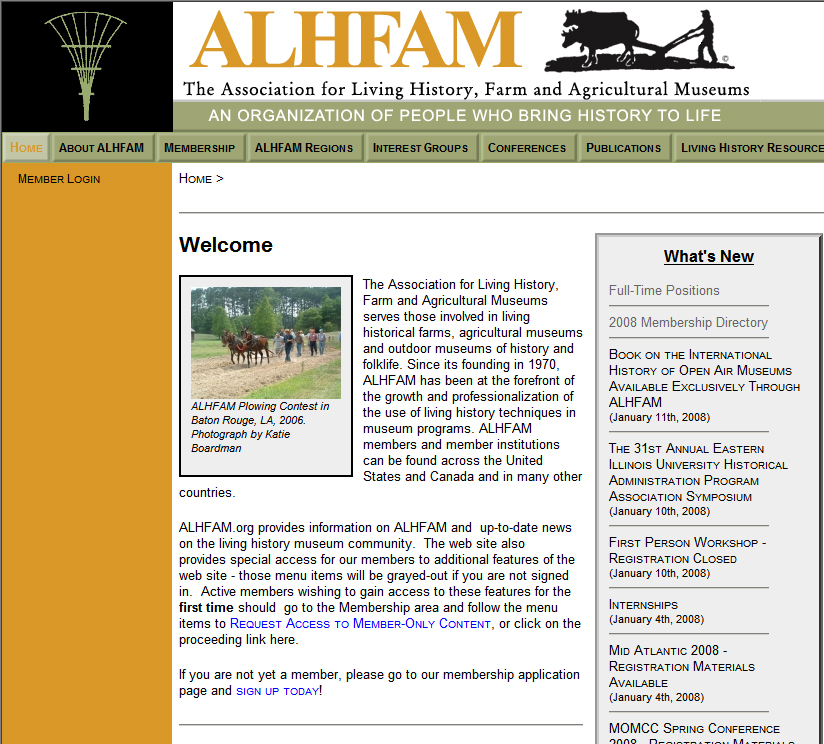 ALHFAM
©
The Association for Living History, Farm and Agricultural Museums
AN ORGANIZATION OF PEOPLE WHO BRING HISTORY TO LIFE
HOME ABOUT ALHFAM MEMBERSHIP ALHFAM REGIONS INTEREST GROUPS CONFERENCES PUBLICATIONS LIVING HISTORY RESOURCE
MEMBER LOGIN
HOME >
Welcome
ALHFAM Plowing Contest in
Baton Rouge, LA, 2006.
Photograph by Katie
Boardman
The Association for Living History,
Farm and Agricultural Museums
serves those involved in living
historical farms, agricultural museums
and outdoor museums of history and
folklife. Since its founding in 1970,
ALHFAM has been at the forefront of
the growth and professionalization of
the use of living history techniques in
museum programs. ALHFAM
members and member institutions
can be found across the United
States and Canada and in many other
countries.
ALHFAM.org provides information on ALHFAM and  up-to-date news
on the living history museum community.  The web site also
provides special access for our members to additional features of the
web site - those menu items will be grayed-out if you are not signed
in.  Active members wishing to gain access to these features for the
first time should  go to the Membership area and follow the menu
items to REQUEST ACCESS TO MEMBER-ONLY CONTENT, or click on the
proceeding link here.
If you are not yet a member, please go to our membership application
page and SIGN UP TODAY!
What's New
Full-Time Positions
2008 Membership Directory
BOOK ON THE INTERNATIONAL
HISTORY OF OPEN AIR MUSEUMS
AVAILABLE EXCLUSIVELY THROUGH
ALHFAM
(January 11th, 2008)
THE 31ST ANNUAL EASTERN
ILLINOIS UNIVERSITY HISTORICAL
ADMINISTRATION PROGRAM
ASSOCIATION SYMPOSIUM
(January 10th, 2008)
FIRST PERSON WORKSHOP -
REGISTRATION CLOSED
(January 10th, 2008)
INTERNSHIPS
(January 4th, 2008)
MID ATLANTIC 2008 -
REGISTRATION MATERIALS
AVAILABLE
(January 4th, 2008)
MOMCC SPRING CONFERENCE
2008 - REGISTRATION MATERIALS